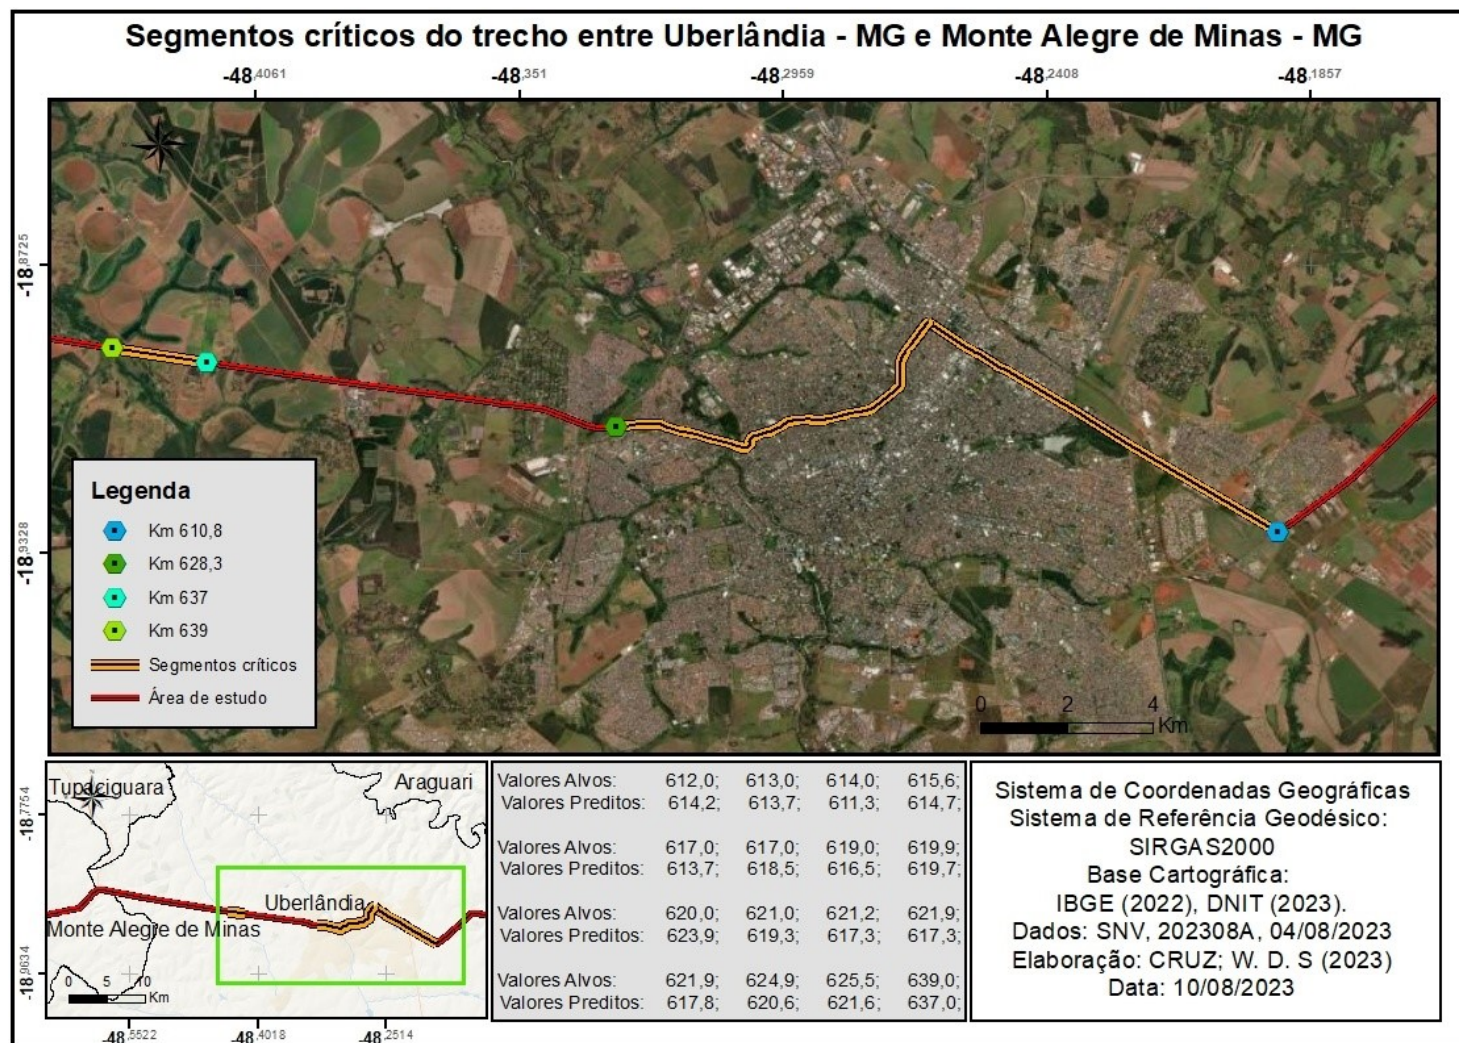 Segmentos críticos do trecho entre Uberlândia - MG e Monte Alegre de Minas - MG
-48,4061 -48,351 -48,2959 -48,2408 -48,1857
-18,8725
-18,9328
Legenda
Km 610,8
Km 628,3
Km 637
Km 639
Segmentos críticos
Área de estudo
0 2 4
Km
Tupaciguara
Araguari
Uberlândia
Monte Alegre de Minas
0 5 10
Km
-18,7754
-18,9634
-48,5522 -48,4018 -48,2514
Valores Alvos: 612,0; 613,0; 614,0; 615,6;
Valores Preditos: 614,2; 613,7; 611,3; 614,7;
Valores Alvos: 617,0; 617,0; 619,0; 619,9;
Valores Preditos: 613,7; 618,5; 616,5; 619,7;
Valores Alvos: 620,0; 621,0; 621,2; 621,9;
Valores Preditos: 623,9; 619,3; 617,3; 617,3;
Valores Alvos: 621,9; 624,9; 625,5; 639,0;
Valores Preditos: 617,8; 620,6; 621,6; 637,0;
Sistema de Coordenadas Geográficas
Sistema de Referência Geodésico:
SIRGAS2000
Base Cartográfica:
IBGE (2022), DNIT (2023).
Dados: SNV, 202308A, 04/08/2023
Elaboração: CRUZ; W. D. S (2023)
Data: 10/08/2023